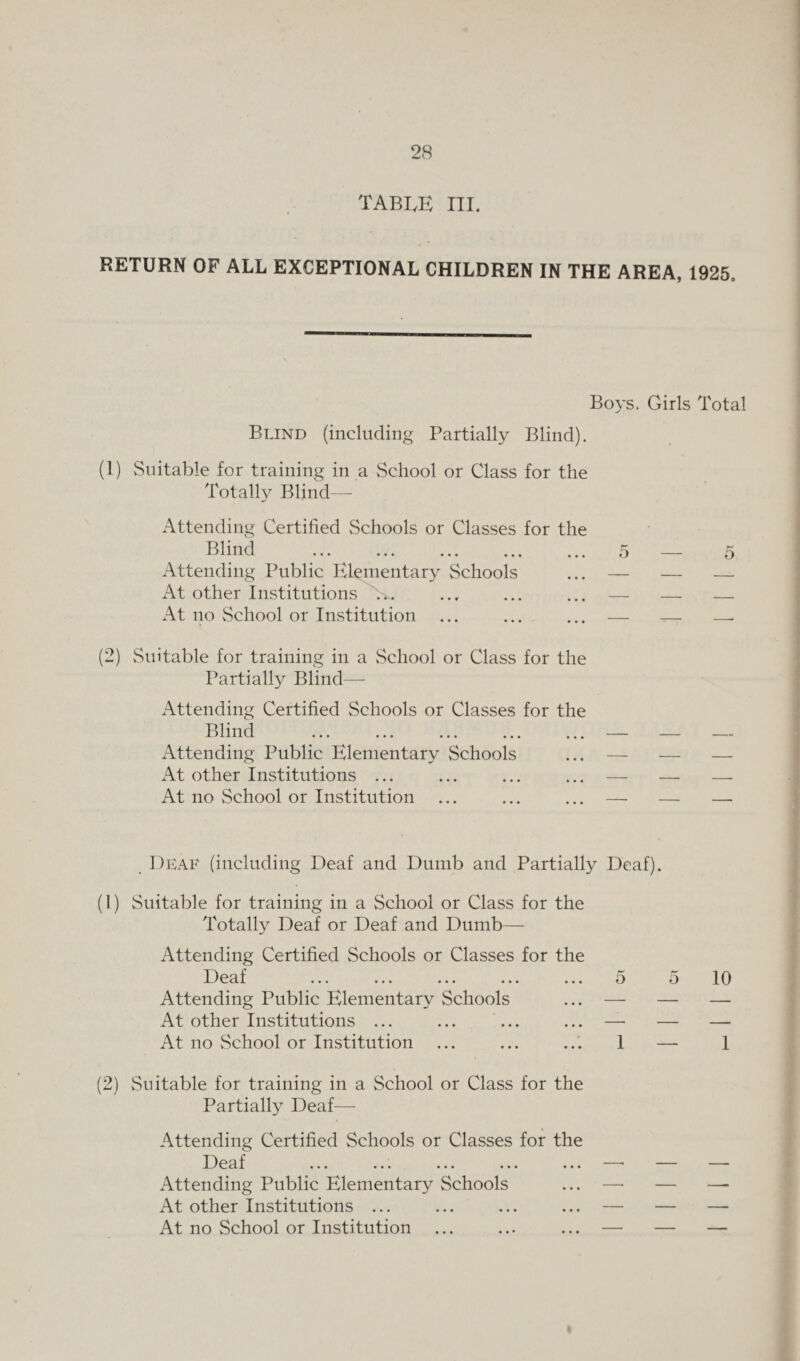 28
TABLE III.
RETURN OF ALL EXCEPTIONAL CHILDREN IN THE AREA, 1925.
Boys. Girls Total
Blind (including Partially Blind).
(1) Suitable for training in a School or Class for the
Totally Blind—
Attending Certified Schools or Classes for the
Blind ... ... ... ... ... 5 — 5
Attending Public Elementary Schools ... — — —
At other Institutions ... ... ... ... — — —
At no School or Institution ... ... ... — — —
(2) Suitable for training in a School or Class for the
Partially Blind—
Attending Certified Schools or Classes for the
Blind ... ... ... ... ... — — —
Attending Public Elementary Schools ... — — —
At other Institutions ... ... ... ... — — —
At no School or Institution ... ... ... — — —
Deaf (including Deaf and Dumb and Partially Deaf).
(1) Suitable for training in a School or Class for the
Totally Deaf or Deaf and Dumb—
Attending Certified Schools or Classes for the
Deaf ... ... ... ... ... 5 5 10
Attending Public Elementary Schools ... — — —
At other Institutions ... ... ... ... — — —
At no School or Institution ... ... ... 1 — 1
(2) Suitable for training in a School or Class for the
Partially Deaf—
Attending Certified Schools or Classes for the
Deaf ... ... ... ... ... — — —
Attending Public Elementary Schools ... — — —
At other Institutions ... ... ... ... — — —
At no School or Institution ... ... ... — — —